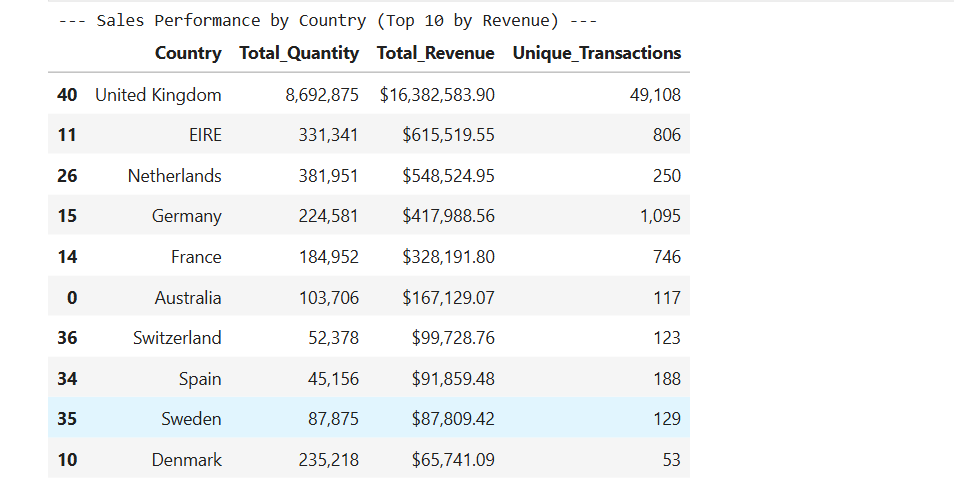 --- Sales Performance by Country (Top 10 by Revenue) ---
Country Total_Quantity Total_Revenue Unique_Transactions
40 United Kingdom 8,692,875 $16,382,583.90 49,108
11 EIRE 331,341 $615,519.55 806
26 Netherlands 381,951 $548,524.95 250
15 Germany 224,581 $417,988.56 1,095
14 France 184,952 $328,191.80 746
0 Australia 103,706 $167,129.07 117
36 Switzerland 52,378 $99,728.76 123
34 Spain 45,156 $91,859.48 188
35 Sweden 87,875 $87,809.42 129
10 Denmark 235,218 $65,741.09 53